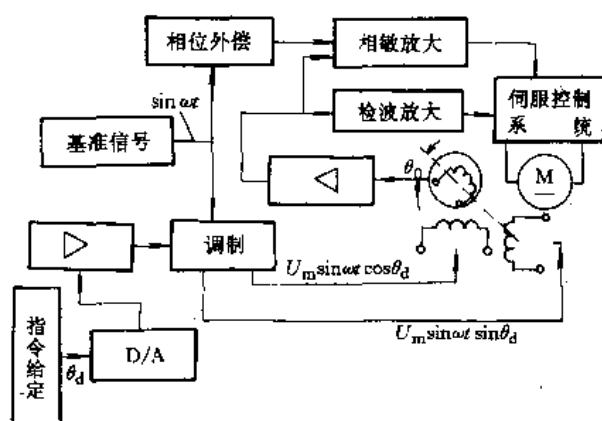 相位外偿
相敏放大
sin ωt
基准信号
检波放大
伺服控制
系 统
θ
M
调制
U_m sinωt cosθ_d
U_m sinωt sinθ_d
指令给定
θ_d
D/A